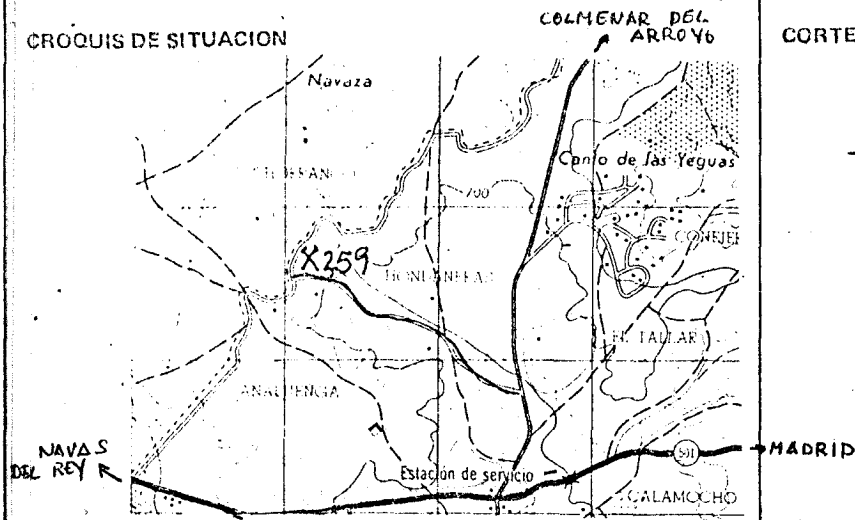 COLMENAR DEL
ARROYO
CROQUIS DE SITUACION
CORTE
Navaza
Canto de las Yeguas
700
X259
EL TALLAR
NAVAS
DEL REY
Estación de servicio
501
MADRID
CALAMOCHO